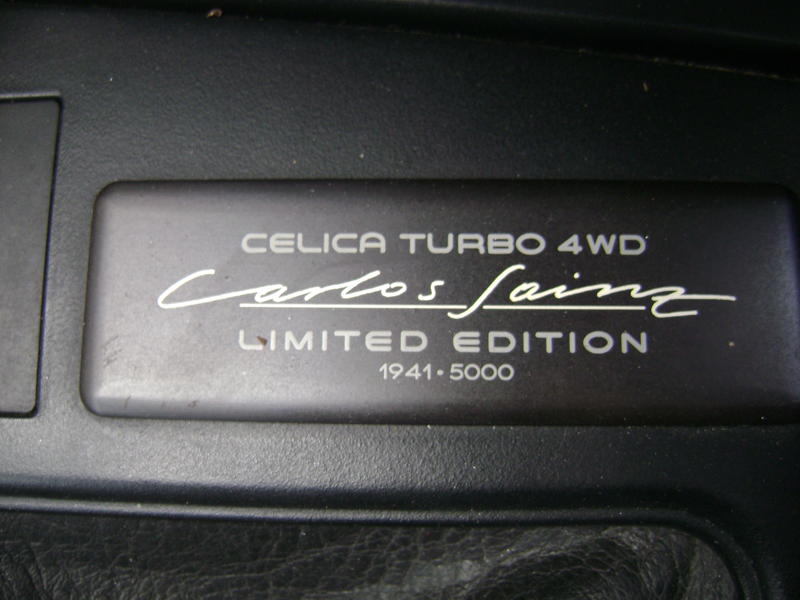 CELICA TURBO 4WD
Carlos Sainz
LIMITED EDITION
1941·5000